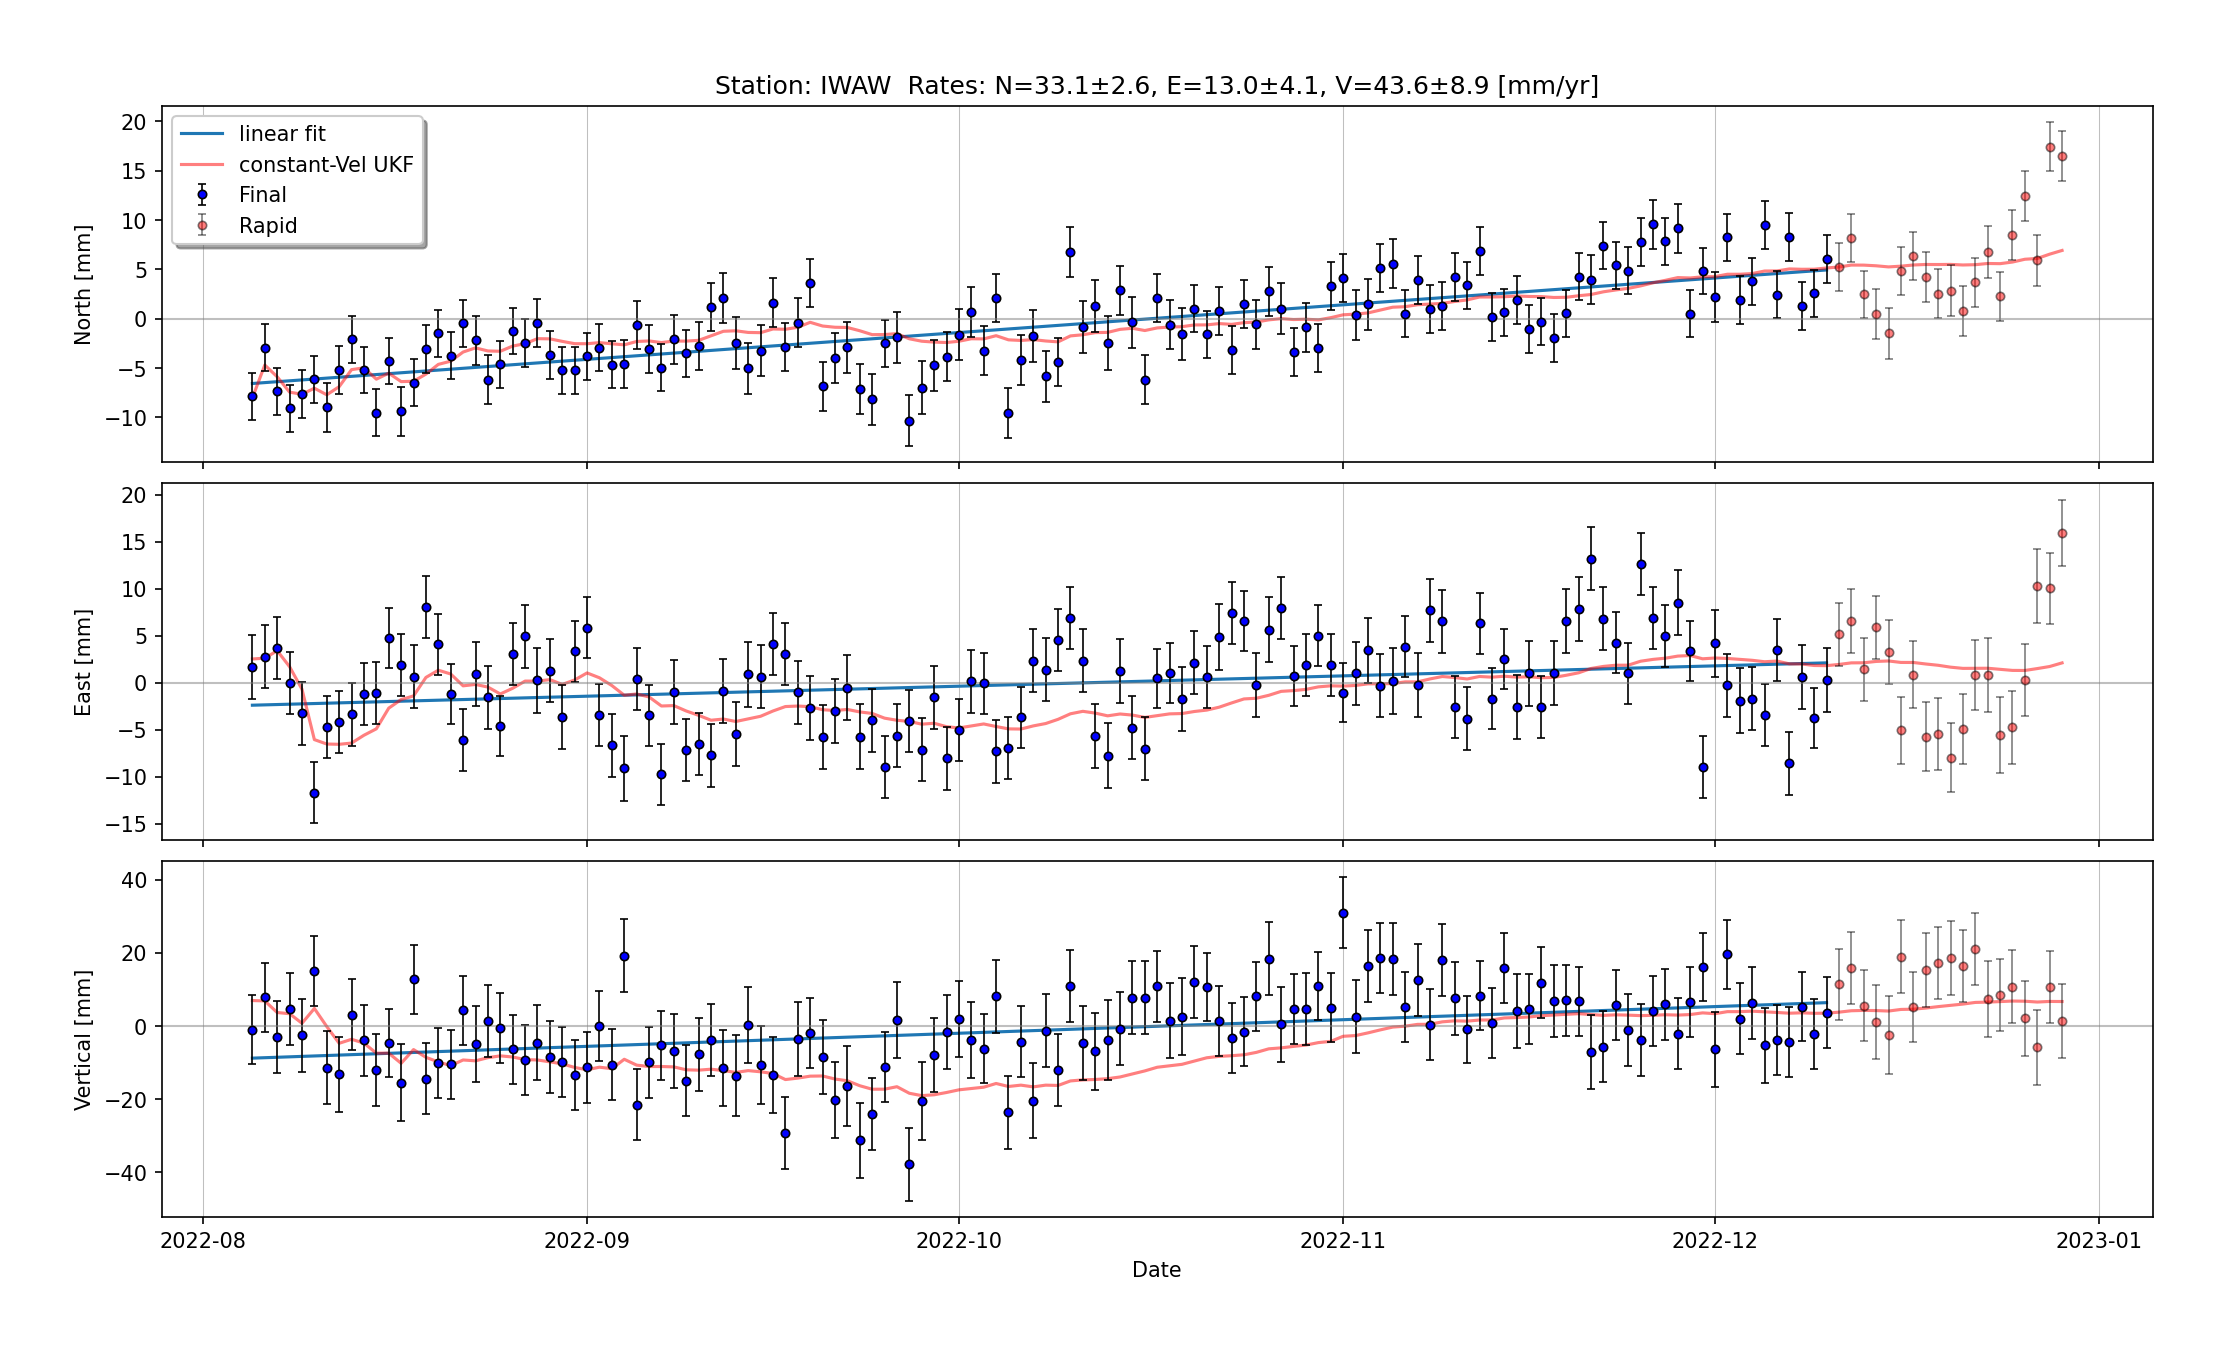 Station: IWAW  Rates: N=33.1±2.6, E=13.0±4.1, V=43.6±8.9 [mm/yr]
linear fit
constant-Vel UKF
Final
Rapid
North [mm]
20
15
10
5
0
−5
−10
East [mm]
20
15
10
5
0
−5
−10
−15
Vertical [mm]
40
20
0
−20
−40
2022-08 2022-09 2022-10 2022-11 2022-12 2023-01
Date